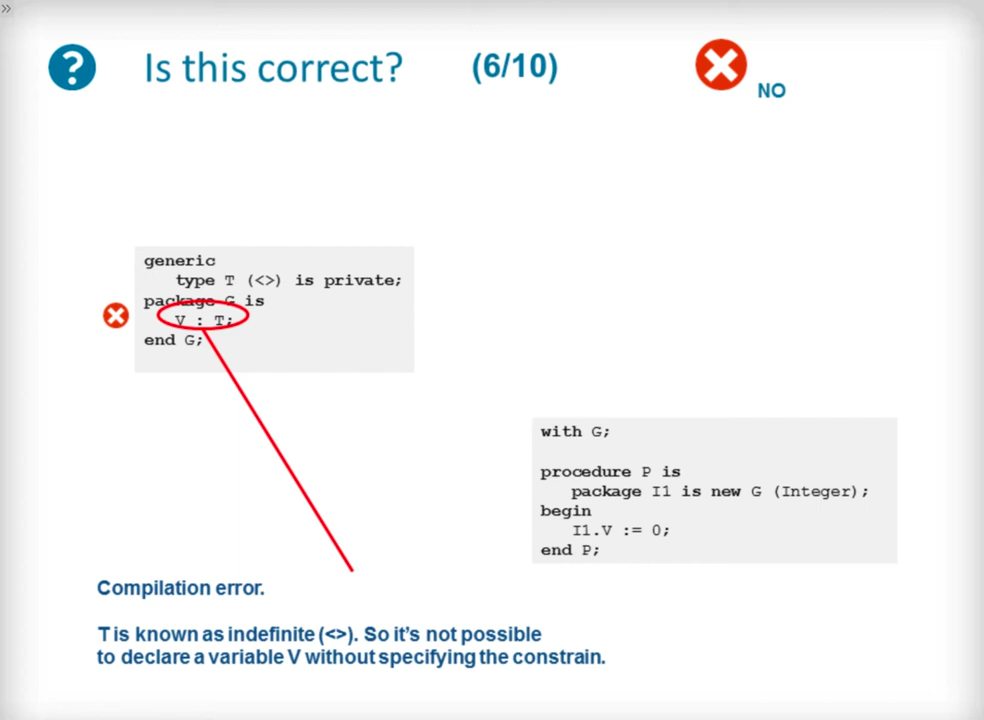 »
? Is this correct? (6/10) NO
generic
type T (<>) is private;
package G is
V : T;
end G;
with G;
procedure P is
package I1 is new G (Integer);
begin
I1.V := 0;
end P;
Compilation error.
T is known as indefinite (<>). So it's not possible
to declare a variable V without specifying the constrain.